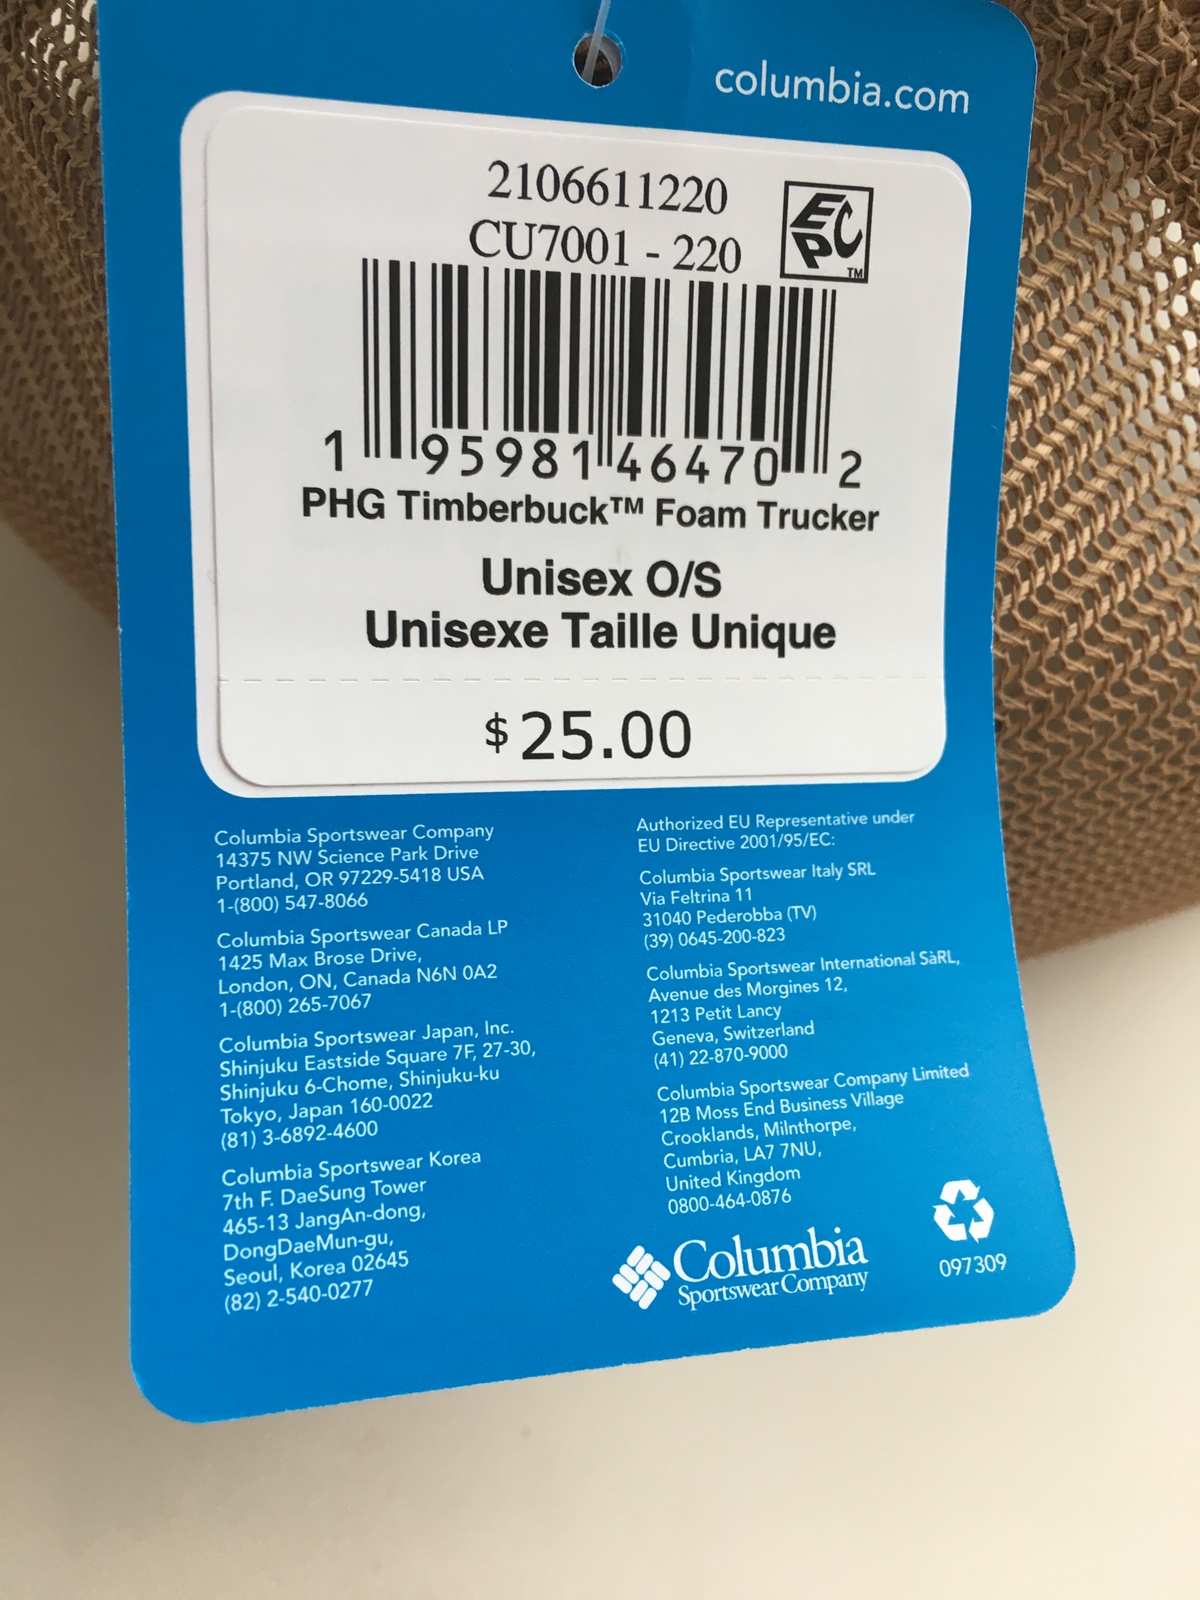 columbia.com
2106611220
CU7001 - 220
EPC TM
1 95981 46470 2
PHG Timberbuck™ Foam Trucker
Unisex O/S
Unisexe Taille Unique
$25.00
Columbia Sportswear Company
14375 NW Science Park Drive
Portland, OR 97229-5418 USA
1-(800) 547-8066
Columbia Sportswear Canada LP
1425 Max Brose Drive,
London, ON, Canada N6N 0A2
1-(800) 265-7067
Columbia Sportswear Japan, Inc.
Shinjuku Eastside Square 7F, 27-30,
Shinjuku 6-Chome, Shinjuku-ku
Tokyo, Japan 160-0022
(81) 3-6892-4600
Columbia Sportswear Korea
7th F. DaeSung Tower
465-13 JangAn-dong,
DongDaeMun-gu,
Seoul, Korea 02645
(82) 2-540-0277
Authorized EU Representative under
EU Directive 2001/95/EC:
Columbia Sportswear Italy SRL
Via Feltrina 11
31040 Pederobba (TV)
(39) 0645-200-823
Columbia Sportswear International SàRL,
Avenue des Morgines 12,
1213 Petit Lancy
Geneva, Switzerland
(41) 22-870-9000
Columbia Sportswear Company Limited
12B Moss End Business Village
Crooklands, Milnthorpe,
Cumbria, LA7 7NU,
United Kingdom
0800-464-0876
Columbia
Sportswear Company
097309